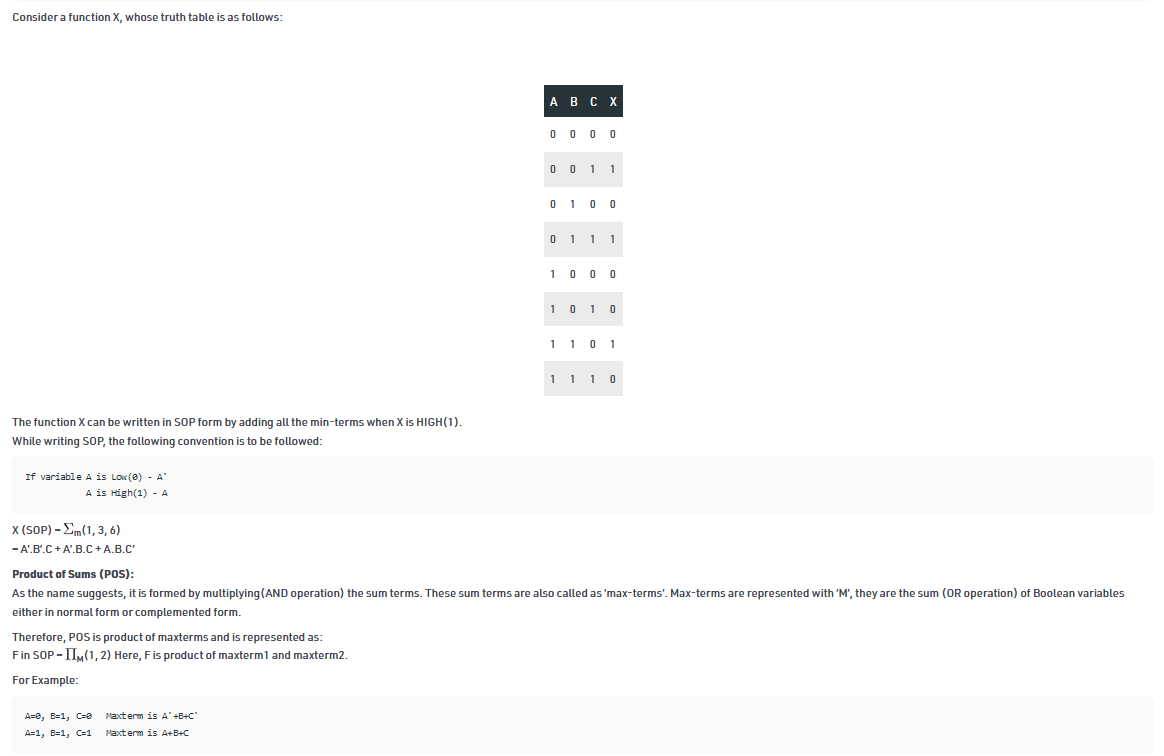 Consider a function X, whose truth table is as follows:
A B C X
0 0 0 0
0 0 1 1
0 1 0 0
0 1 1 1
1 0 0 0
1 0 1 0
1 1 0 1
1 1 1 0
The function X can be written in SOP form by adding all the min-terms when X is HIGH(1).
While writing SOP, the following convention is to be followed:
If variable A is Low(0) - A'
A is High(1) - A
X (SOP) = ∑m(1, 3, 6)
= A'.B'.C + A'.B.C + A.B.C'
Product of Sums (POS):
As the name suggests, it is formed by multiplying(AND operation) the sum terms. These sum terms are also called as 'max-terms'. Max-terms are represented with 'M', they are the sum (OR operation) of Boolean variables
either in normal form or complemented form.
Therefore, POS is product of maxterms and is represented as:
F in SOP = ∏M(1, 2) Here, F is product of maxterm1 and maxterm2.
For Example:
A=0, B=1, C=0 Maxterm is A'+B+C'
A=1, B=1, C=1 Maxterm is A+B+C